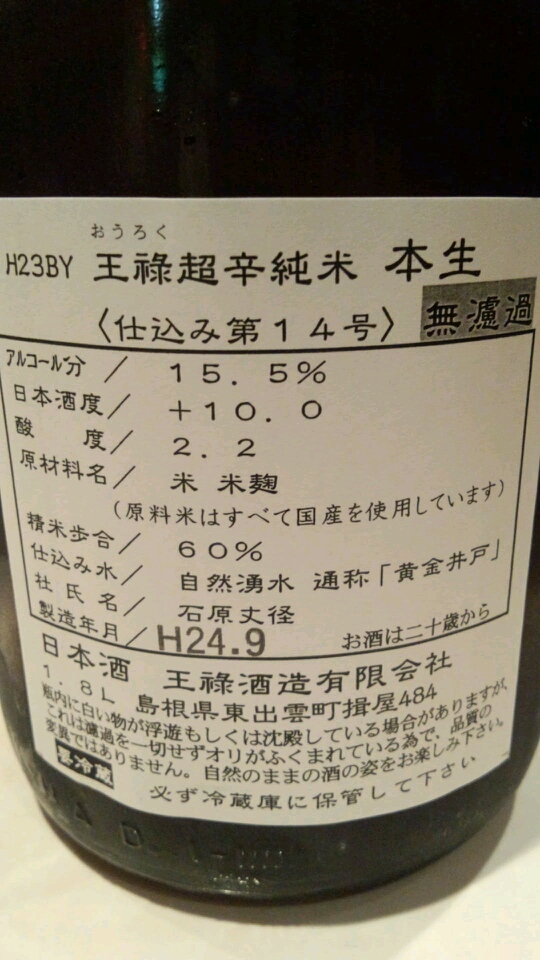 おうろく
H23BY 王祿超辛純米 本生
〈仕込み第14号〉 無濾過
アルコール分／ 15.5%
日本酒度／ +10.0
酸度／ 2.2
原材料名／ 米 米麹
(原料米はすべて国産を使用しています)
精米歩合／ 60%
仕込み水／ 自然湧水 通称「黄金井戸」
杜氏名／ 石原丈径
製造年月／ H24.9 お酒は二十歳から
日本酒 王祿酒造有限会社
1.8L 島根県東出雲町揖屋484
瓶内に白い物が浮遊もしくは沈殿している場合がありますが、
これは濾過を一切せずオリがふくまれている為で、品質の
変異ではありません。自然のままの酒の姿をお楽しみ下さい。
要冷蔵 必ず冷蔵庫に保管して下さい